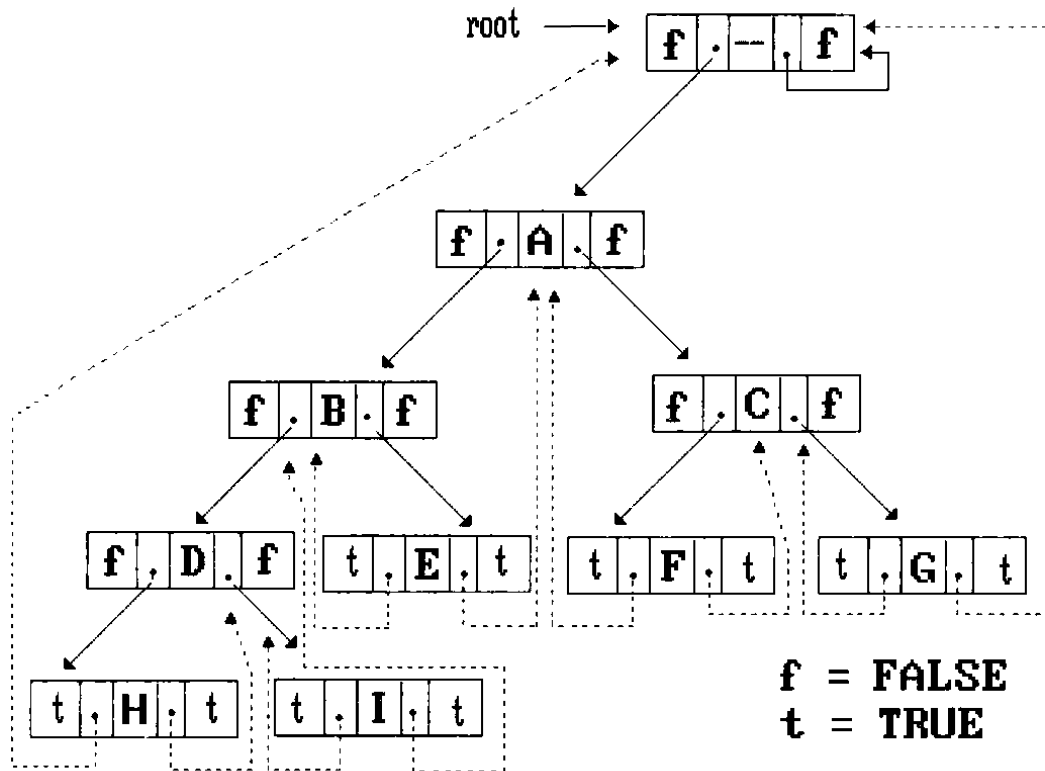 root
f . -- . f
f . A . f
f . B . f
f . C . f
f . D . f
t . E . t
t . F . t
t . G . t
t . H . t
t . I . t
f = FALSE
t = TRUE